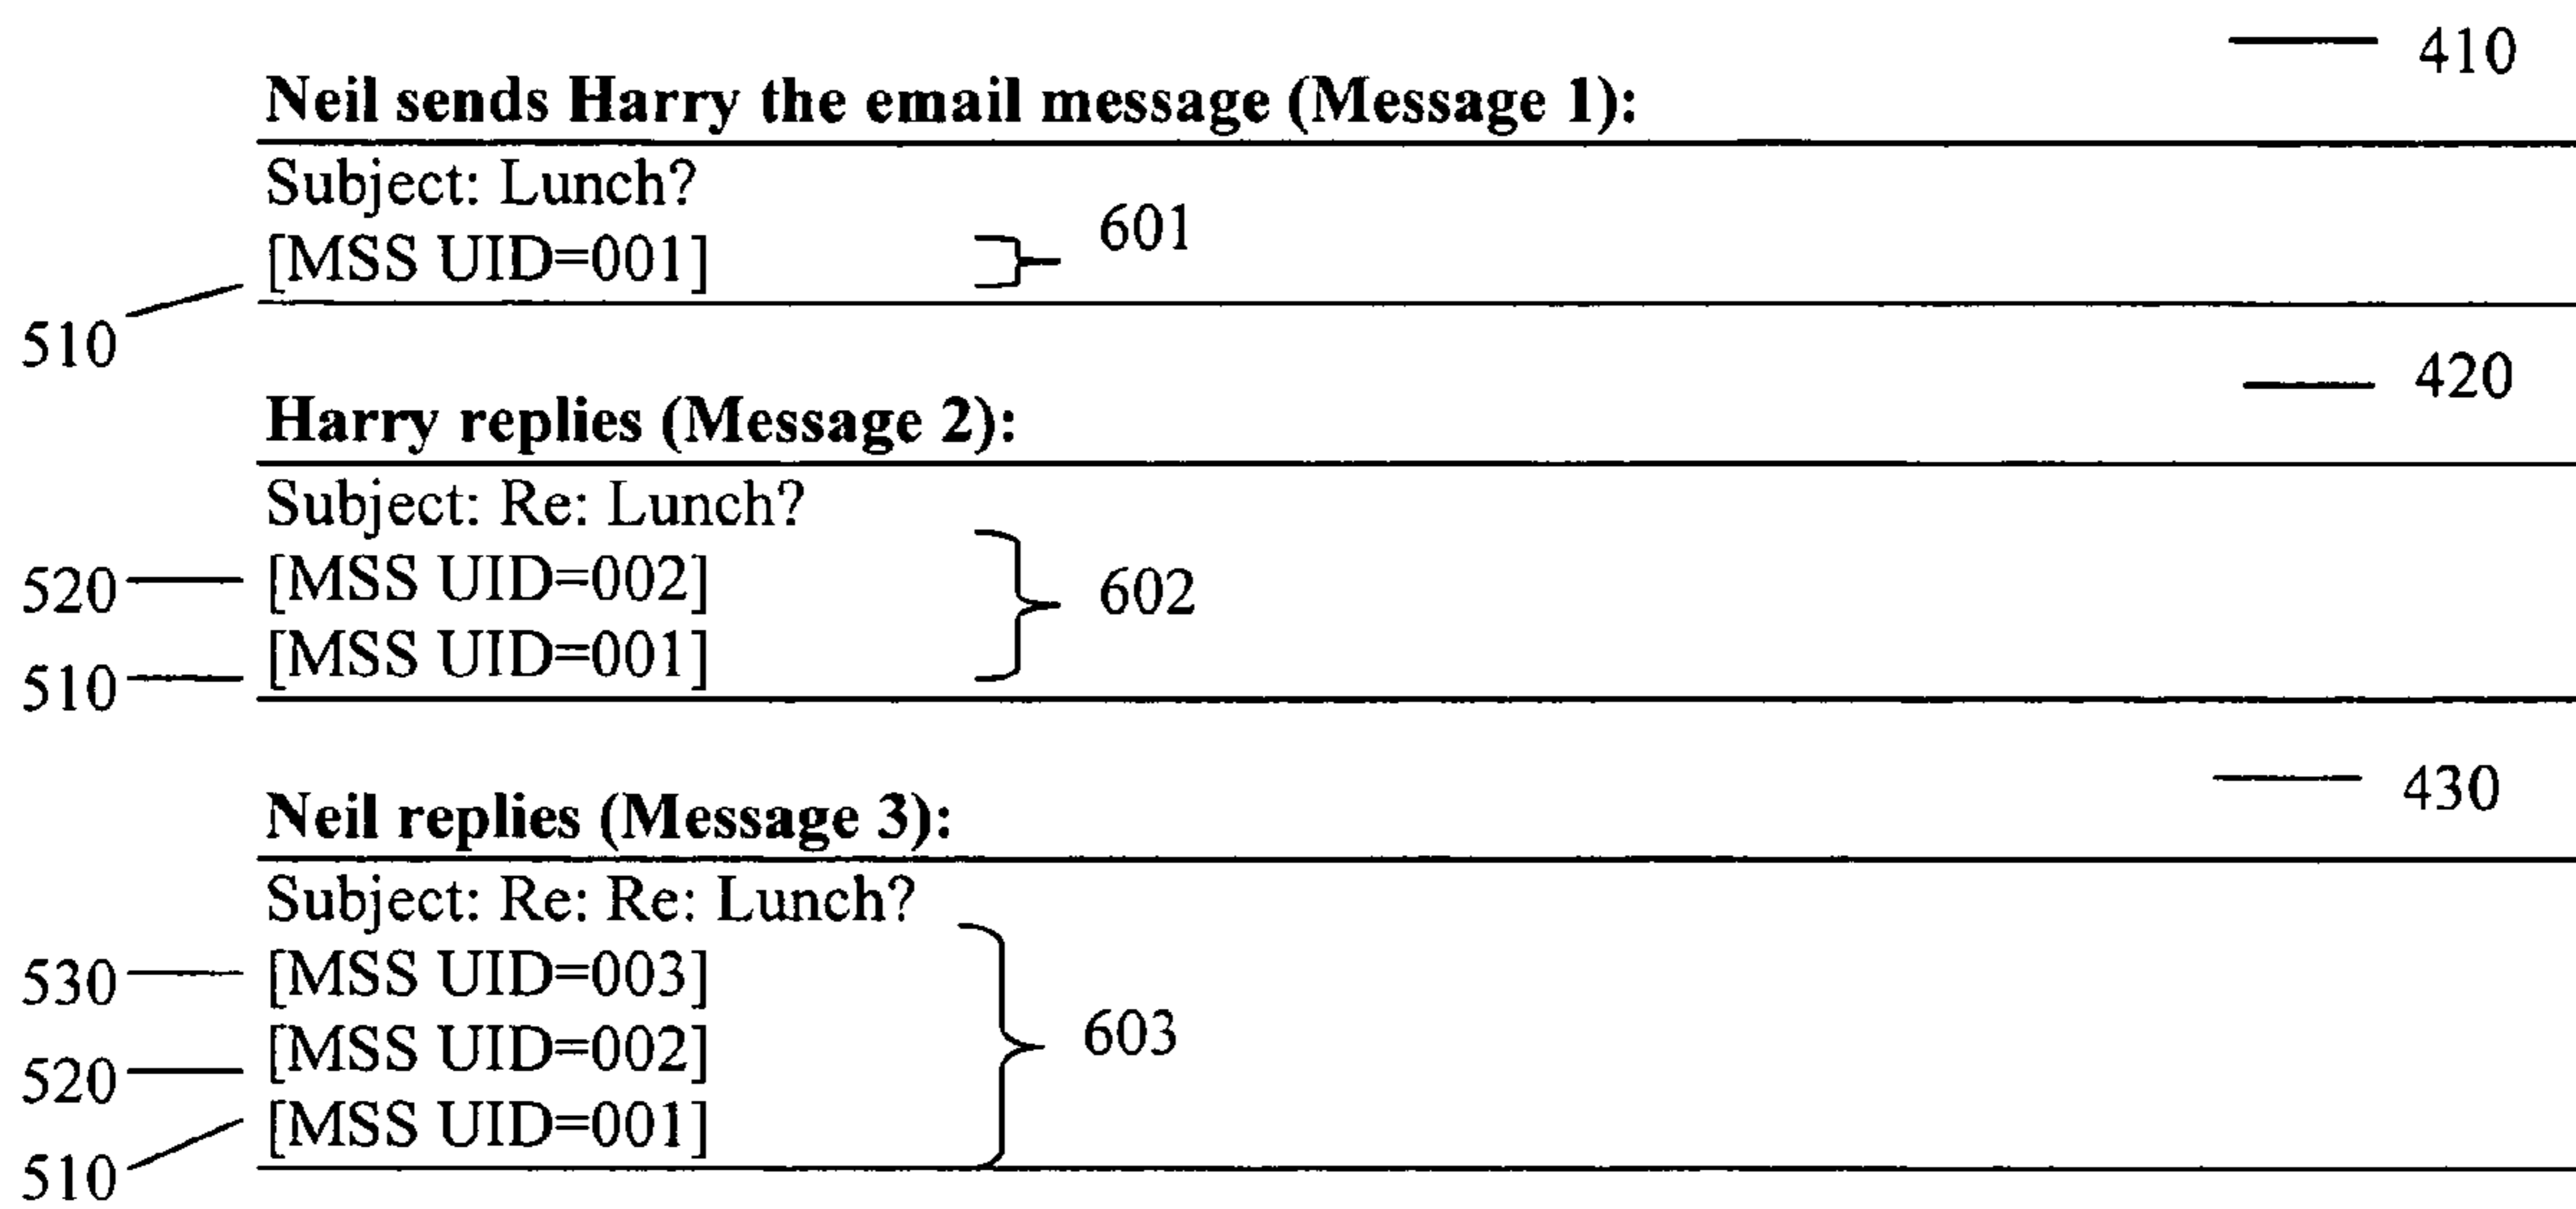 410
Neil sends Harry the email message (Message 1):
Subject: Lunch?
[MSS UID=001]
601
510
420
Harry replies (Message 2):
Subject: Re: Lunch?
520
[MSS UID=002]
602
510
[MSS UID=001]
430
Neil replies (Message 3):
Subject: Re: Re: Lunch?
530
[MSS UID=003]
603
520
[MSS UID=002]
510
[MSS UID=001]